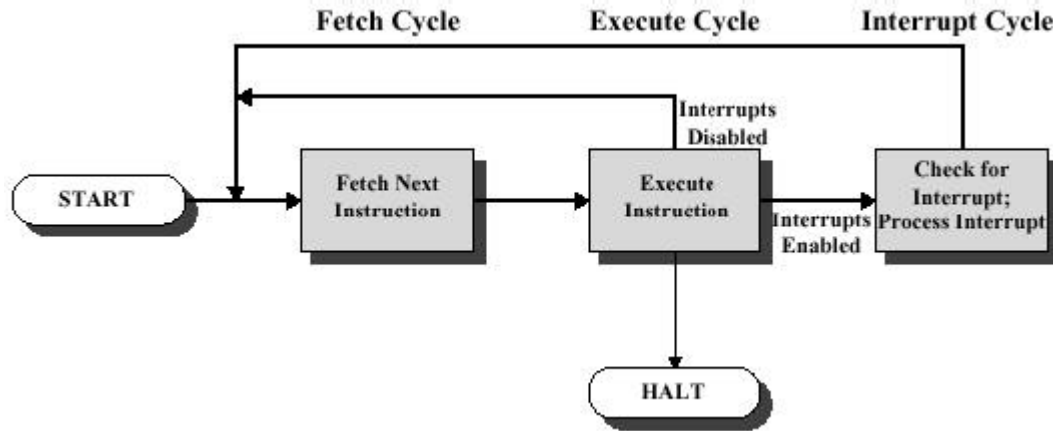 Fetch Cycle
Execute Cycle
Interrupt Cycle
Interrupts
Disabled
START
Fetch Next
Instruction
Execute
Instruction
Interrupts
Enabled
Check for
Interrupt;
Process Interrupt
HALT